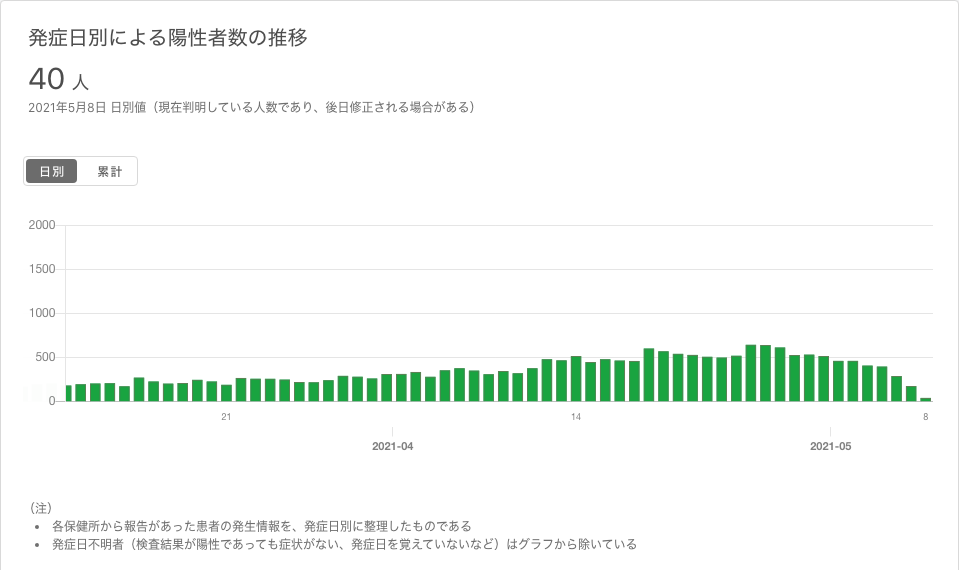 発症日別による陽性者数の推移
40 人
2021年5月8日 日別値（現在判明している人数であり、後日修正される場合がある）
日別 累計
2000
1500
1000
500
0
21 14 8
2021-04 2021-05
（注）
• 各保健所から報告があった患者の発生情報を、発症日別に整理したものである
• 発症日不明者（検査結果が陽性であっても症状がない、発症日を覚えていないなど）はグラフから除いている